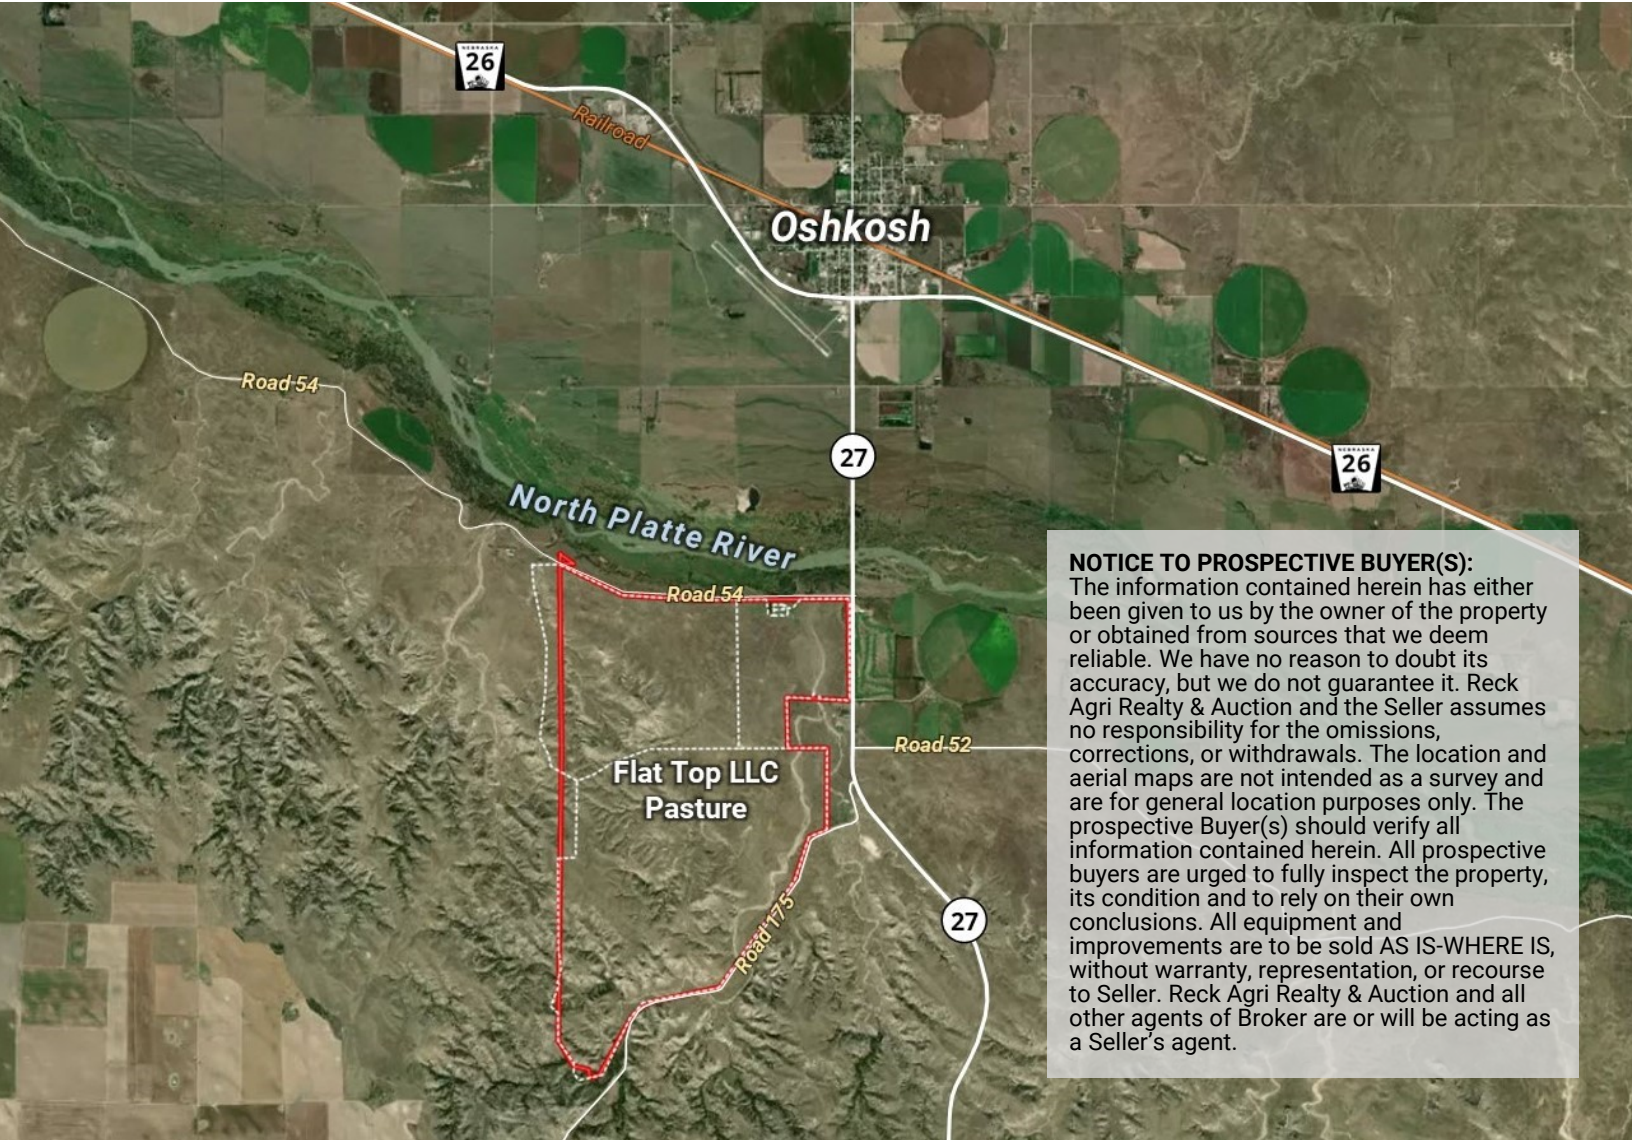 NEBRASKA
26
Railroad
Oshkosh
Road 54
27
NEBRASKA
26
North Platte River
Road 54
Road 52
Flat Top LLC
Pasture
Road 175
27
NOTICE TO PROSPECTIVE BUYER(S):
The information contained herein has either
been given to us by the owner of the property
or obtained from sources that we deem
reliable. We have no reason to doubt its
accuracy, but we do not guarantee it. Reck
Agri Realty & Auction and the Seller assumes
no responsibility for the omissions,
corrections, or withdrawals. The location and
aerial maps are not intended as a survey and
are for general location purposes only. The
prospective Buyer(s) should verify all
information contained herein. All prospective
buyers are urged to fully inspect the property,
its condition and to rely on their own
conclusions. All equipment and
improvements are to be sold AS IS-WHERE IS,
without warranty, representation, or recourse
to Seller. Reck Agri Realty & Auction and all
other agents of Broker are or will be acting as
a Seller's agent.